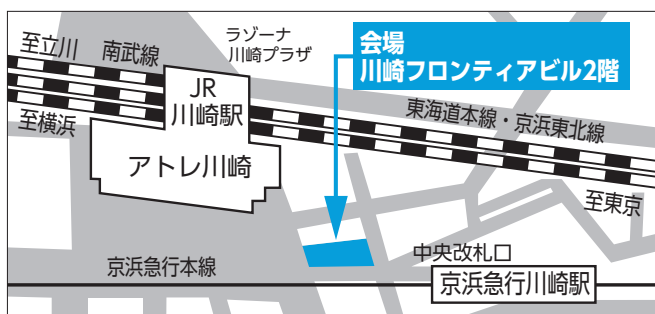 至立川
南武線
ラゾーナ
川崎プラザ
会場
川崎フロンティアビル2階
JR
川崎駅
東海道本線・京浜東北線
至横浜
アトレ川崎
至東京
中央改札口
京浜急行本線
京浜急行川崎駅